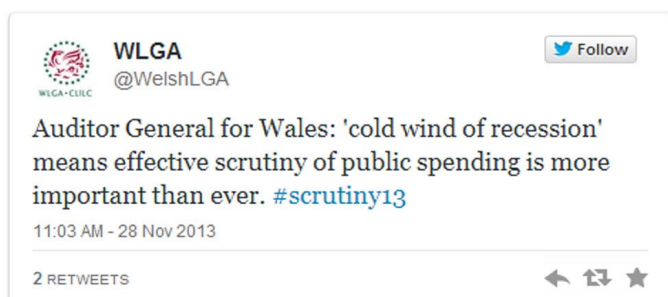 WLGA
@WelshLGA
Follow
WLGA·CLILC
Auditor General for Wales: 'cold wind of recession'
means effective scrutiny of public spending is more
important than ever. #scrutiny13
11:03 AM - 28 Nov 2013
2 RETWEETS